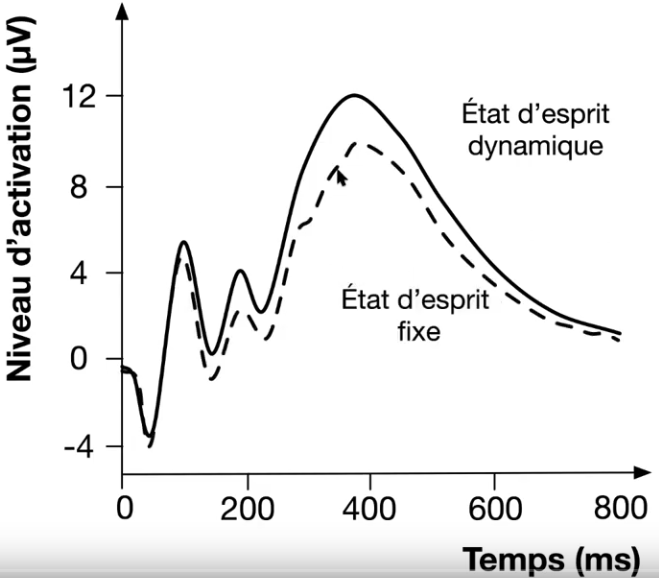 Niveau d'activation (μV)
12
8
4
0
-4
État d'esprit
dynamique
État d'esprit
fixe
0
200
400
600
800
Temps (ms)